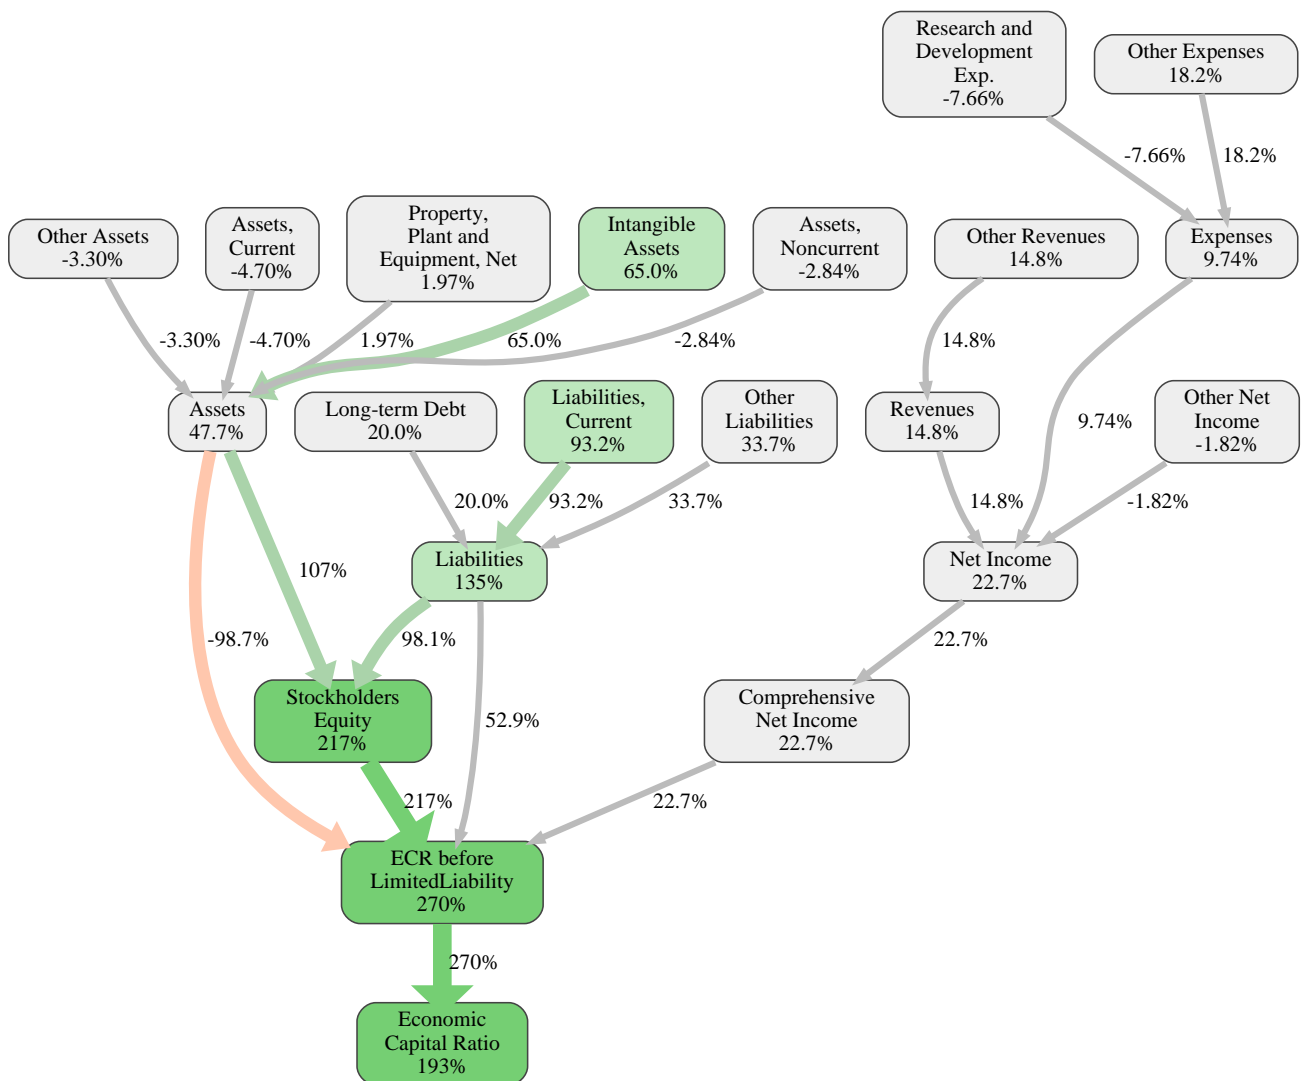 Research and
Development
Exp.
-7.66%
Other Expenses
18.2%
-7.66%
18.2%
Other Assets
-3.30%
Assets,
Current
-4.70%
Property,
Plant and
Equipment, Net
1.97%
Intangible
Assets
65.0%
Assets,
Noncurrent
-2.84%
Other Revenues
14.8%
Expenses
9.74%
-3.30%
-4.70%
1.97%
65.0%
-2.84%
14.8%
Assets
47.7%
Long-term Debt
20.0%
Liabilities,
Current
93.2%
Other
Liabilities
33.7%
Revenues
14.8%
9.74%
Other Net
Income
-1.82%
20.0%
93.2%
33.7%
14.8%
-1.82%
107%
Liabilities
135%
Net Income
22.7%
-98.7%
98.1%
22.7%
Stockholders
Equity
217%
52.9%
Comprehensive
Net Income
22.7%
217%
22.7%
ECR before
LimitedLiability
270%
270%
Economic
Capital Ratio
193%